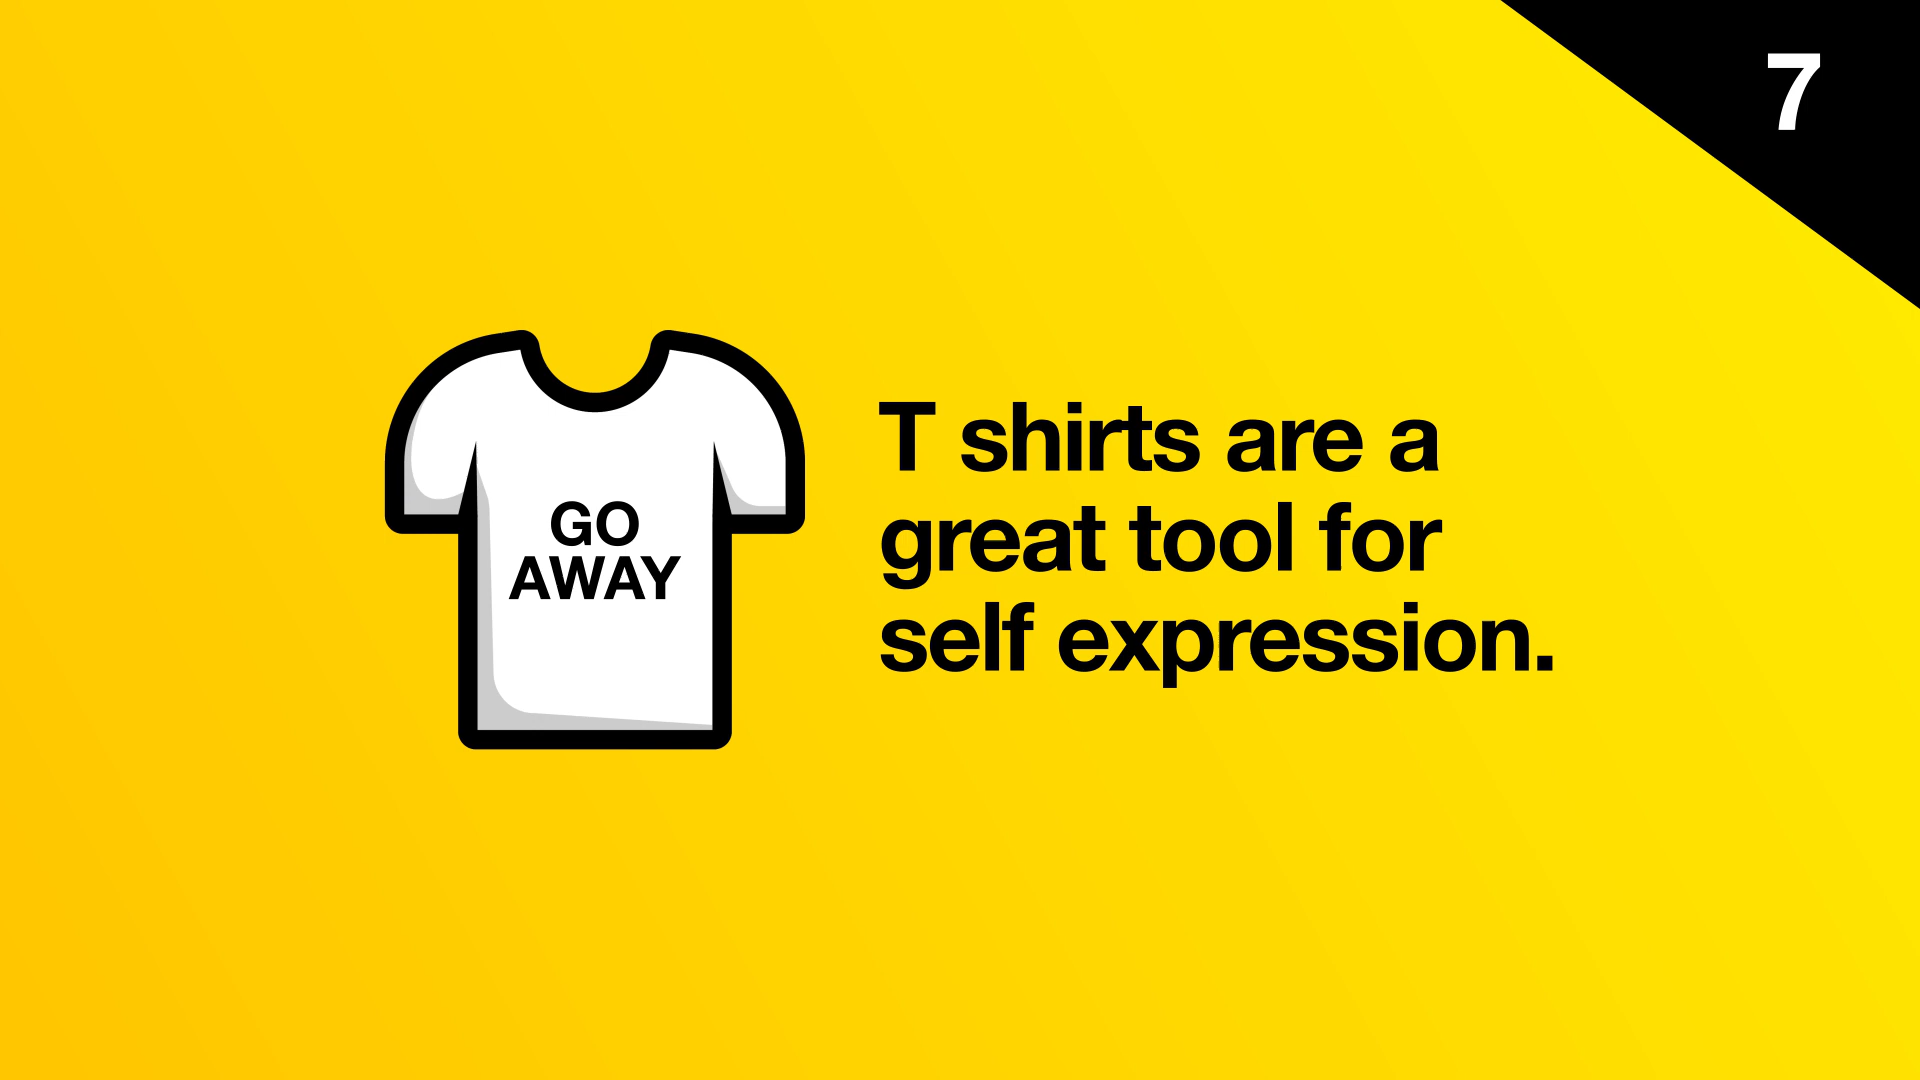 7
GO
AWAY
T shirts are a
great tool for
self expression.